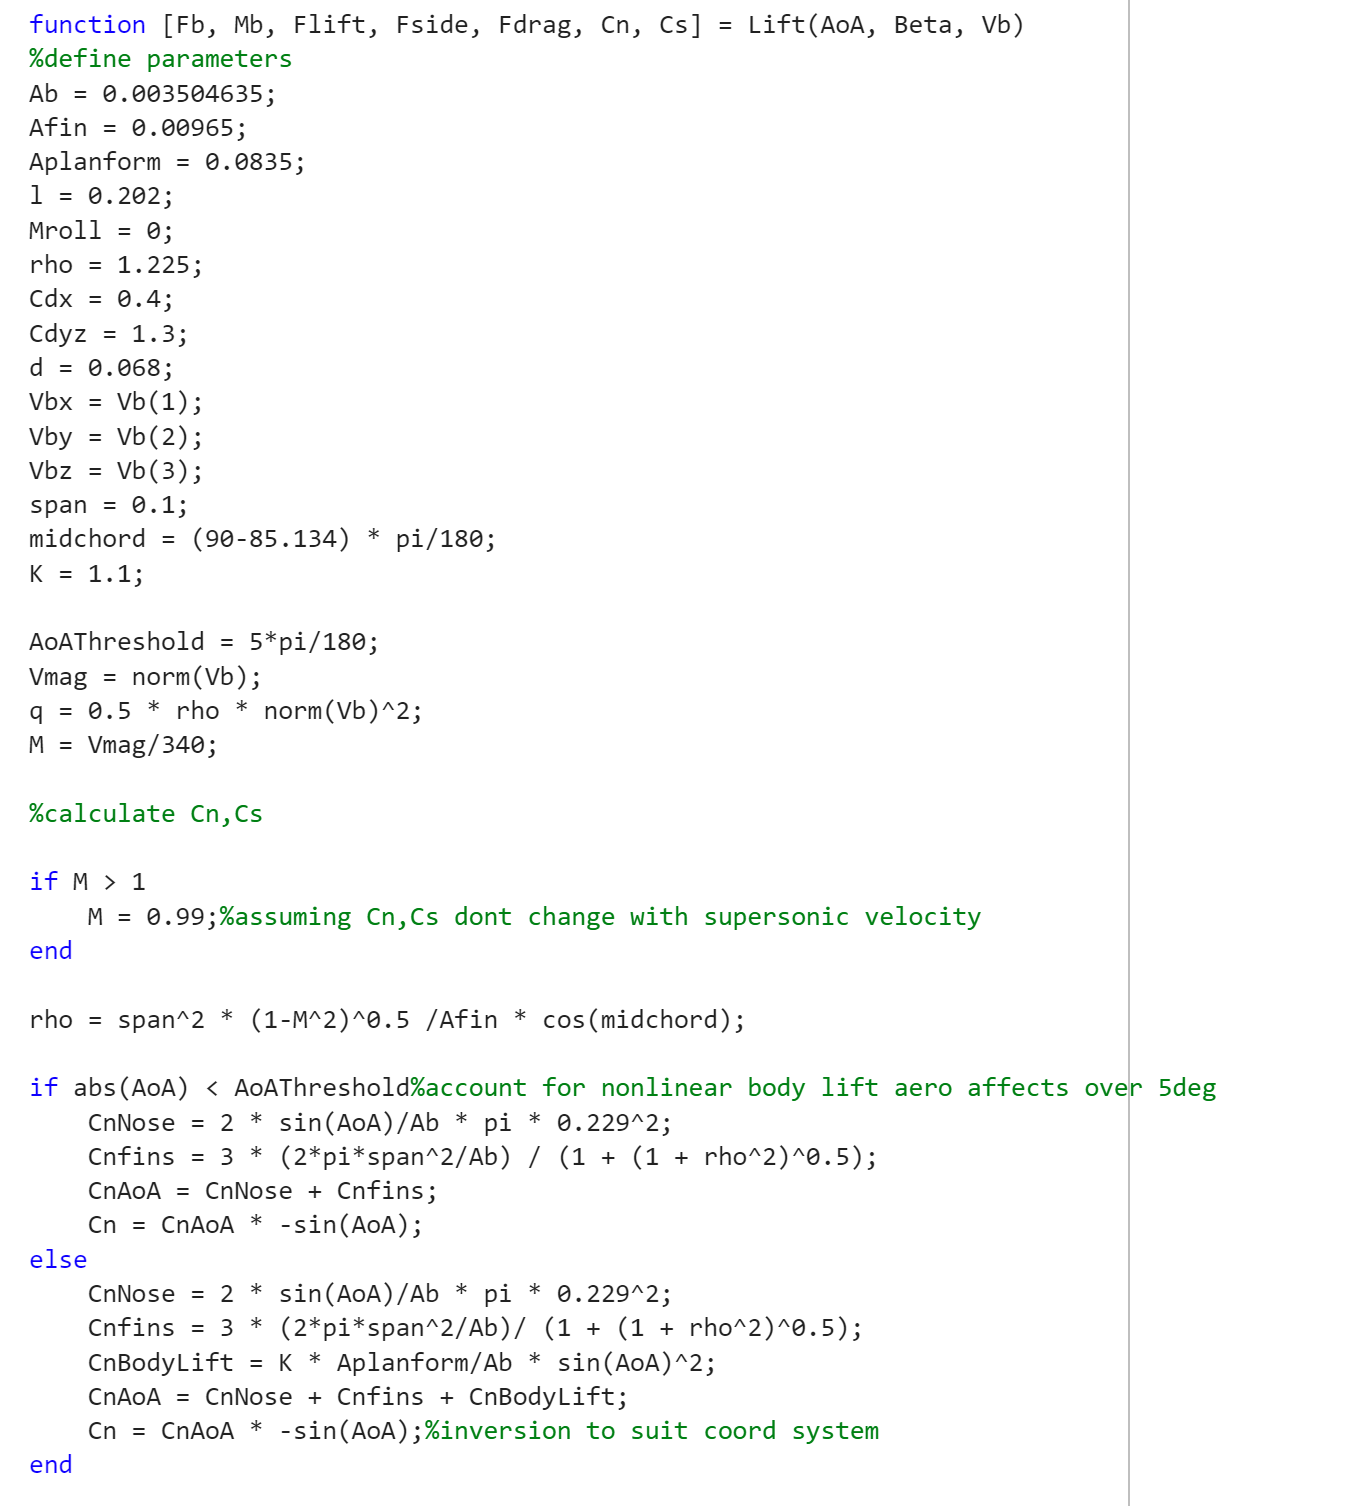 function [Fb, Mb, Flift, Fside, Fdrag, Cn, Cs] = Lift(AoA, Beta, Vb)
%define parameters
Ab = 0.003504635;
Afin = 0.00965;
Aplanform = 0.0835;
l = 0.202;
Mroll = 0;
rho = 1.225;
Cdx = 0.4;
Cdyz = 1.3;
d = 0.068;
Vbx = Vb(1);
Vby = Vb(2);
Vbz = Vb(3);
span = 0.1;
midchord = (90-85.134) * pi/180;
K = 1.1;

AoAThreshold = 5*pi/180;
Vmag = norm(Vb);
q = 0.5 * rho * norm(Vb)^2;
M = Vmag/340;

%calculate Cn,Cs

if M > 1
    M = 0.99;%assuming Cn,Cs dont change with supersonic velocity
end

rho = span^2 * (1-M^2)^0.5 /Afin * cos(midchord);

if abs(AoA) < AoAThreshold%account for nonlinear body lift aero affects over 5deg
    CnNose = 2 * sin(AoA)/Ab * pi * 0.229^2;
    Cnfins = 3 * (2*pi*span^2/Ab) / (1 + (1 + rho^2)^0.5);
    CnAoA = CnNose + Cnfins;
    Cn = CnAoA * -sin(AoA);
else
    CnNose = 2 * sin(AoA)/Ab * pi * 0.229^2;
    Cnfins = 3 * (2*pi*span^2/Ab)/ (1 + (1 + rho^2)^0.5);
    CnBodyLift = K * Aplanform/Ab * sin(AoA)^2;
    CnAoA = CnNose + Cnfins + CnBodyLift;
    Cn = CnAoA * -sin(AoA);%inversion to suit coord system
end